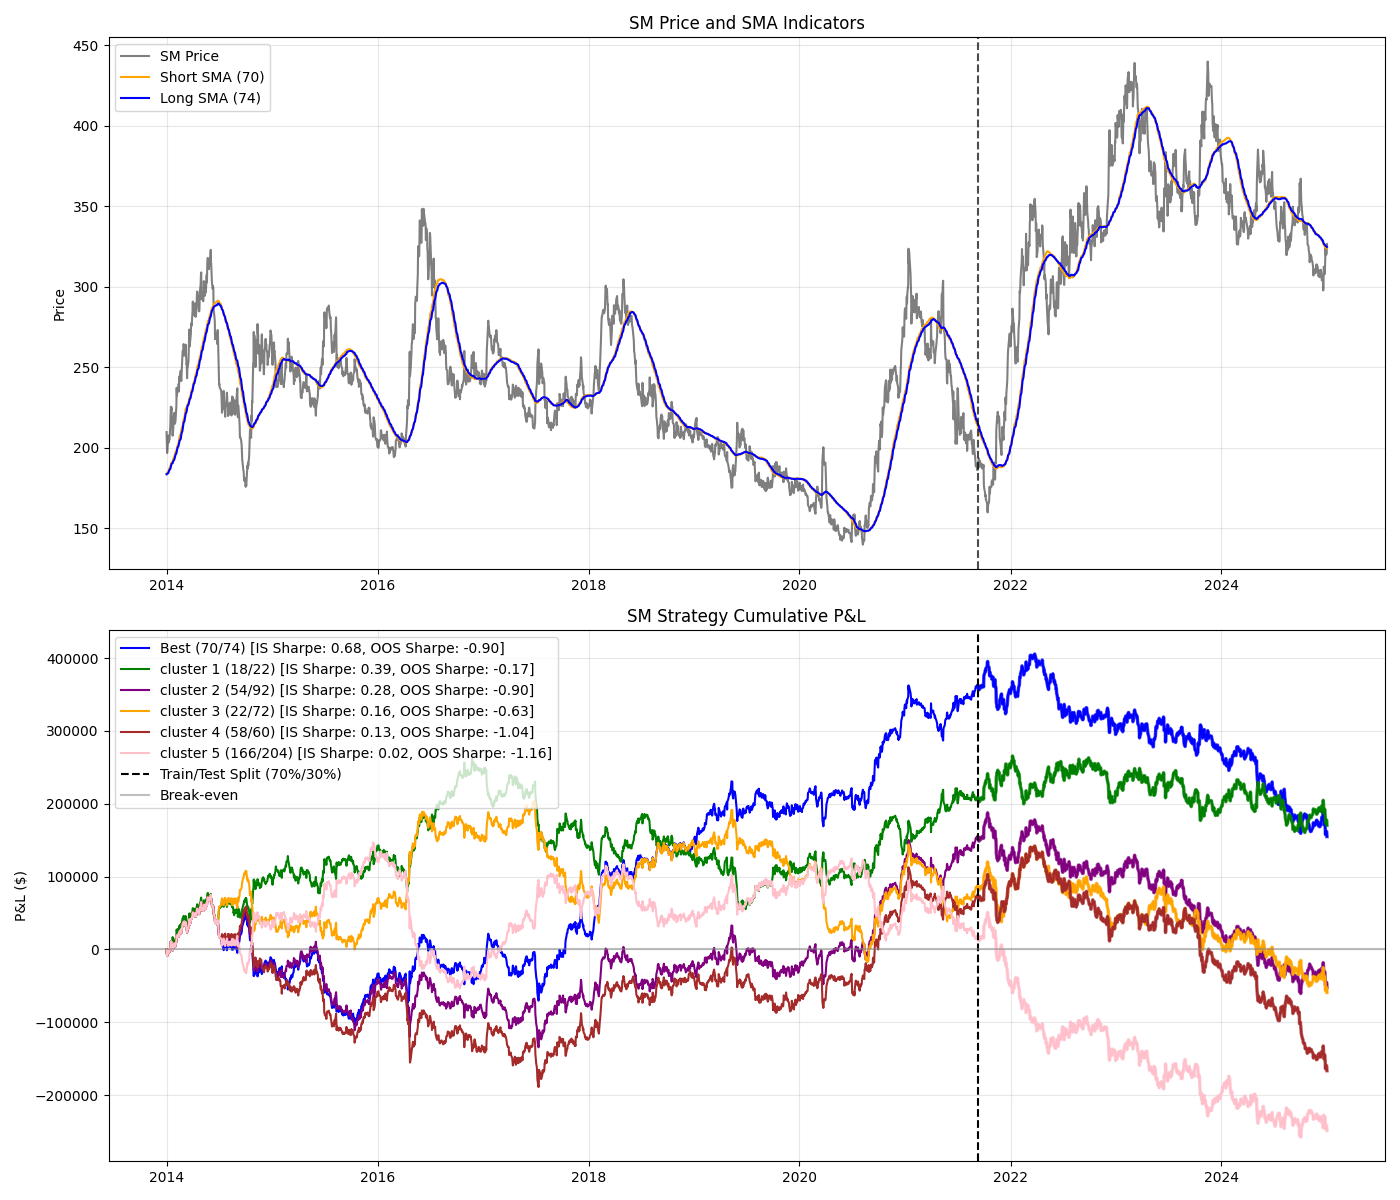 SM Price and SMA Indicators
SM Price
Short SMA (70)
Long SMA (74)
Price
450
400
350
300
250
200
150
2014
2016
2018
2020
2022
2024
SM Strategy Cumulative P&L
Best (70/74) [IS Sharpe: 0.68, OOS Sharpe: -0.90]
cluster 1 (18/22) [IS Sharpe: 0.39, OOS Sharpe: -0.17]
cluster 2 (54/92) [IS Sharpe: 0.28, OOS Sharpe: -0.90]
cluster 3 (22/72) [IS Sharpe: 0.16, OOS Sharpe: -0.63]
cluster 4 (58/60) [IS Sharpe: 0.13, OOS Sharpe: -1.04]
cluster 5 (166/204) [IS Sharpe: 0.02, OOS Sharpe: -1.16]
Train/Test Split (70%/30%)
Break-even
P&L ($)
400000
300000
200000
100000
0
−100000
−200000
2014
2016
2018
2020
2022
2024